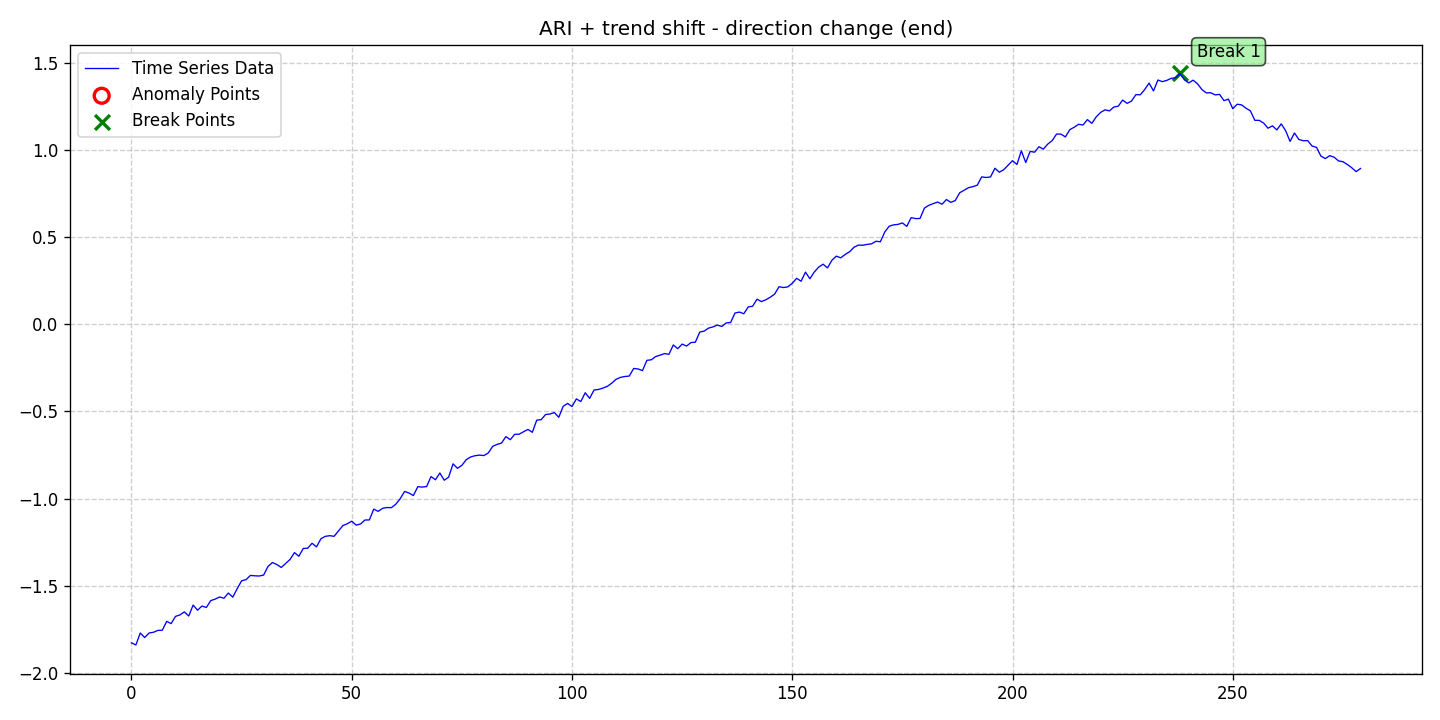 ARI + trend shift - direction change (end)
Break 1
Time Series Data
Anomaly Points
Break Points
1.5
1.0
0.5
0.0
−0.5
−1.0
−1.5
−2.0
0 50 100 150 200 250